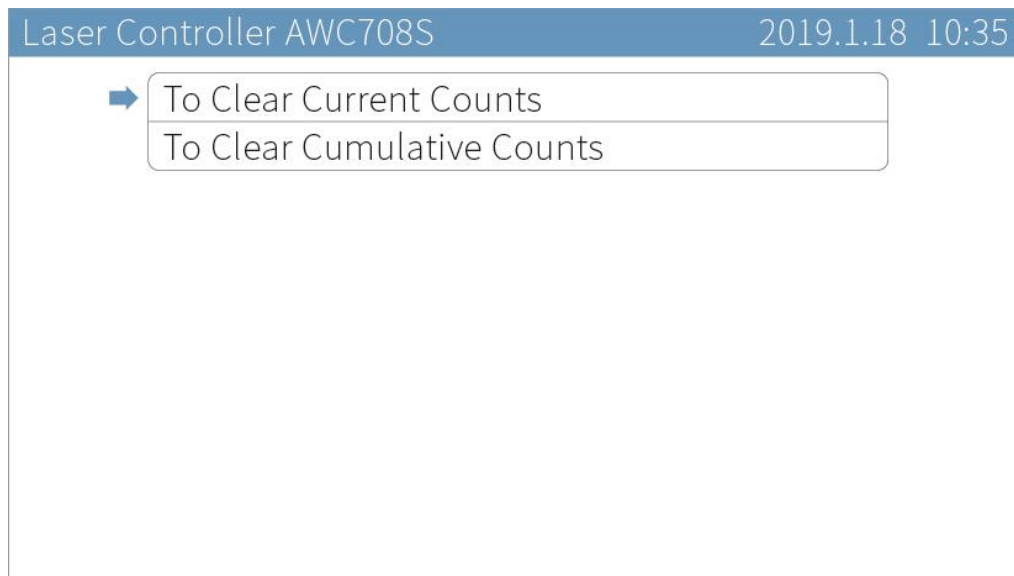 Laser Controller AWC708S 2019.1.18 10:35
To Clear Current Counts
To Clear Cumulative Counts